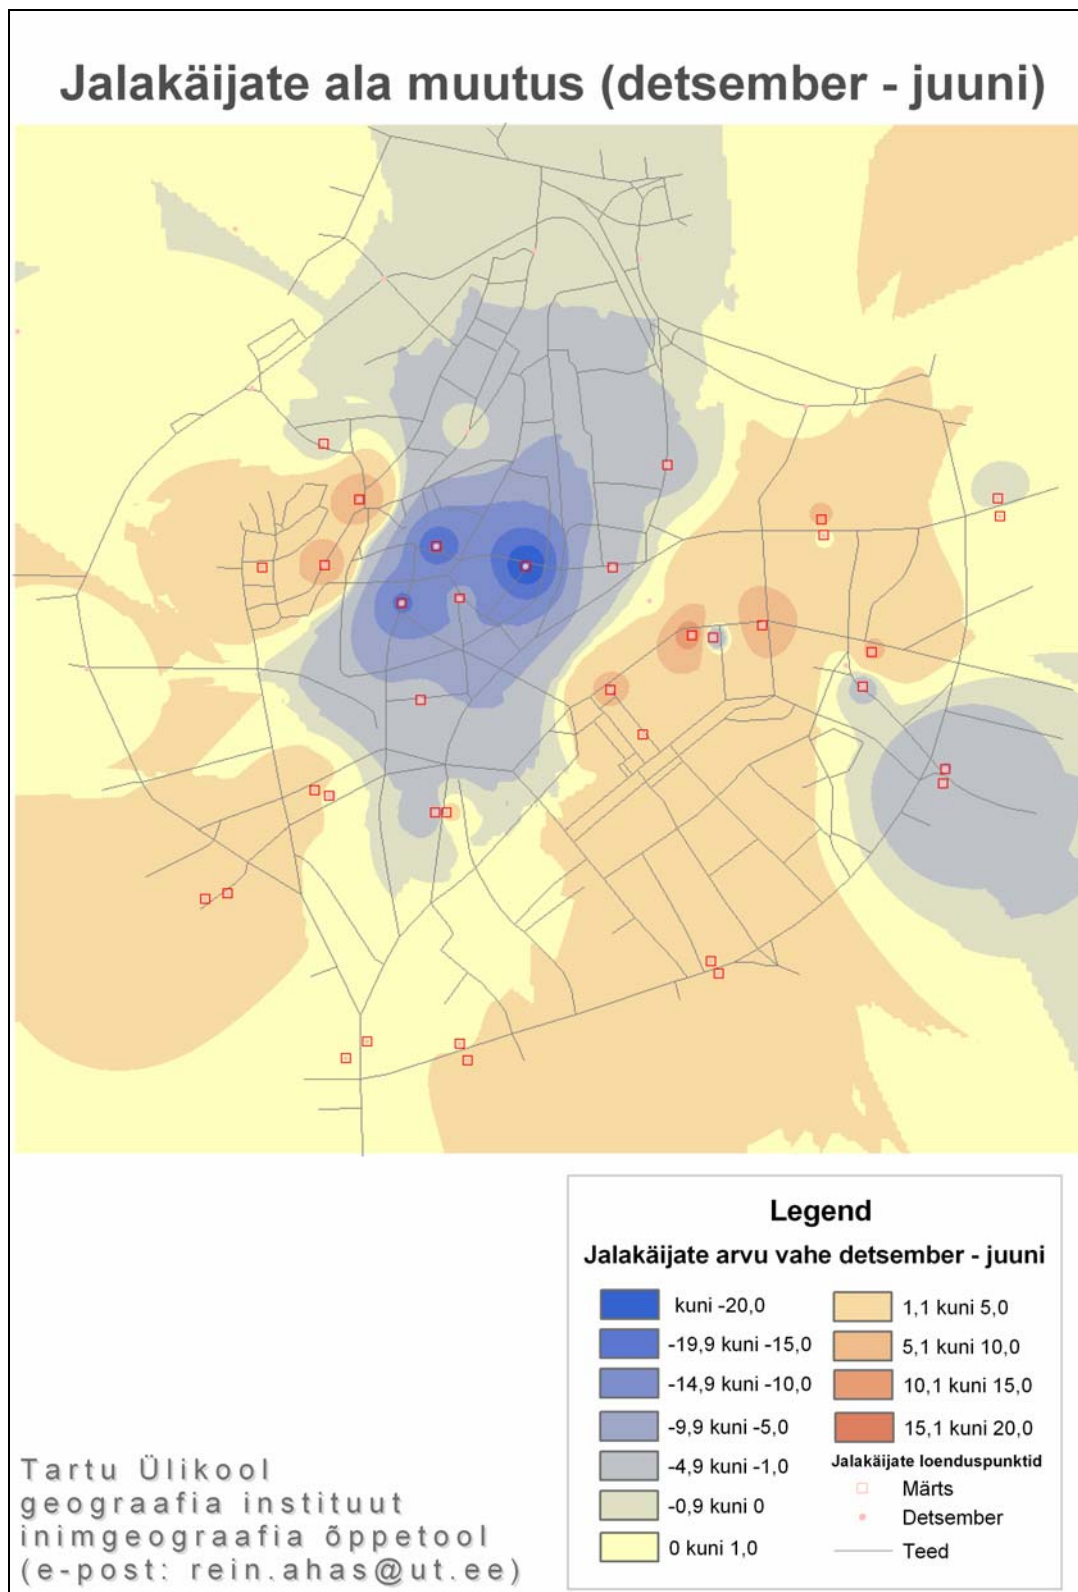 Jalakäijate ala muutus (detsember - juuni)
Legend
Jalakäijate arvu vahe detsember - juuni
kuni -20,0
-19,9 kuni -15,0
-14,9 kuni -10,0
-9,9 kuni -5,0
-4,9 kuni -1,0
-0,9 kuni 0
0 kuni 1,0
1,1 kuni 5,0
5,1 kuni 10,0
10,1 kuni 15,0
15,1 kuni 20,0
Jalakäijate loenduspunktid
Märts
Detsember
Teed
Tartu Ülikool
geograafia instituut
inimgeograafia õppetool
(e-post: rein.ahas@ut.ee)